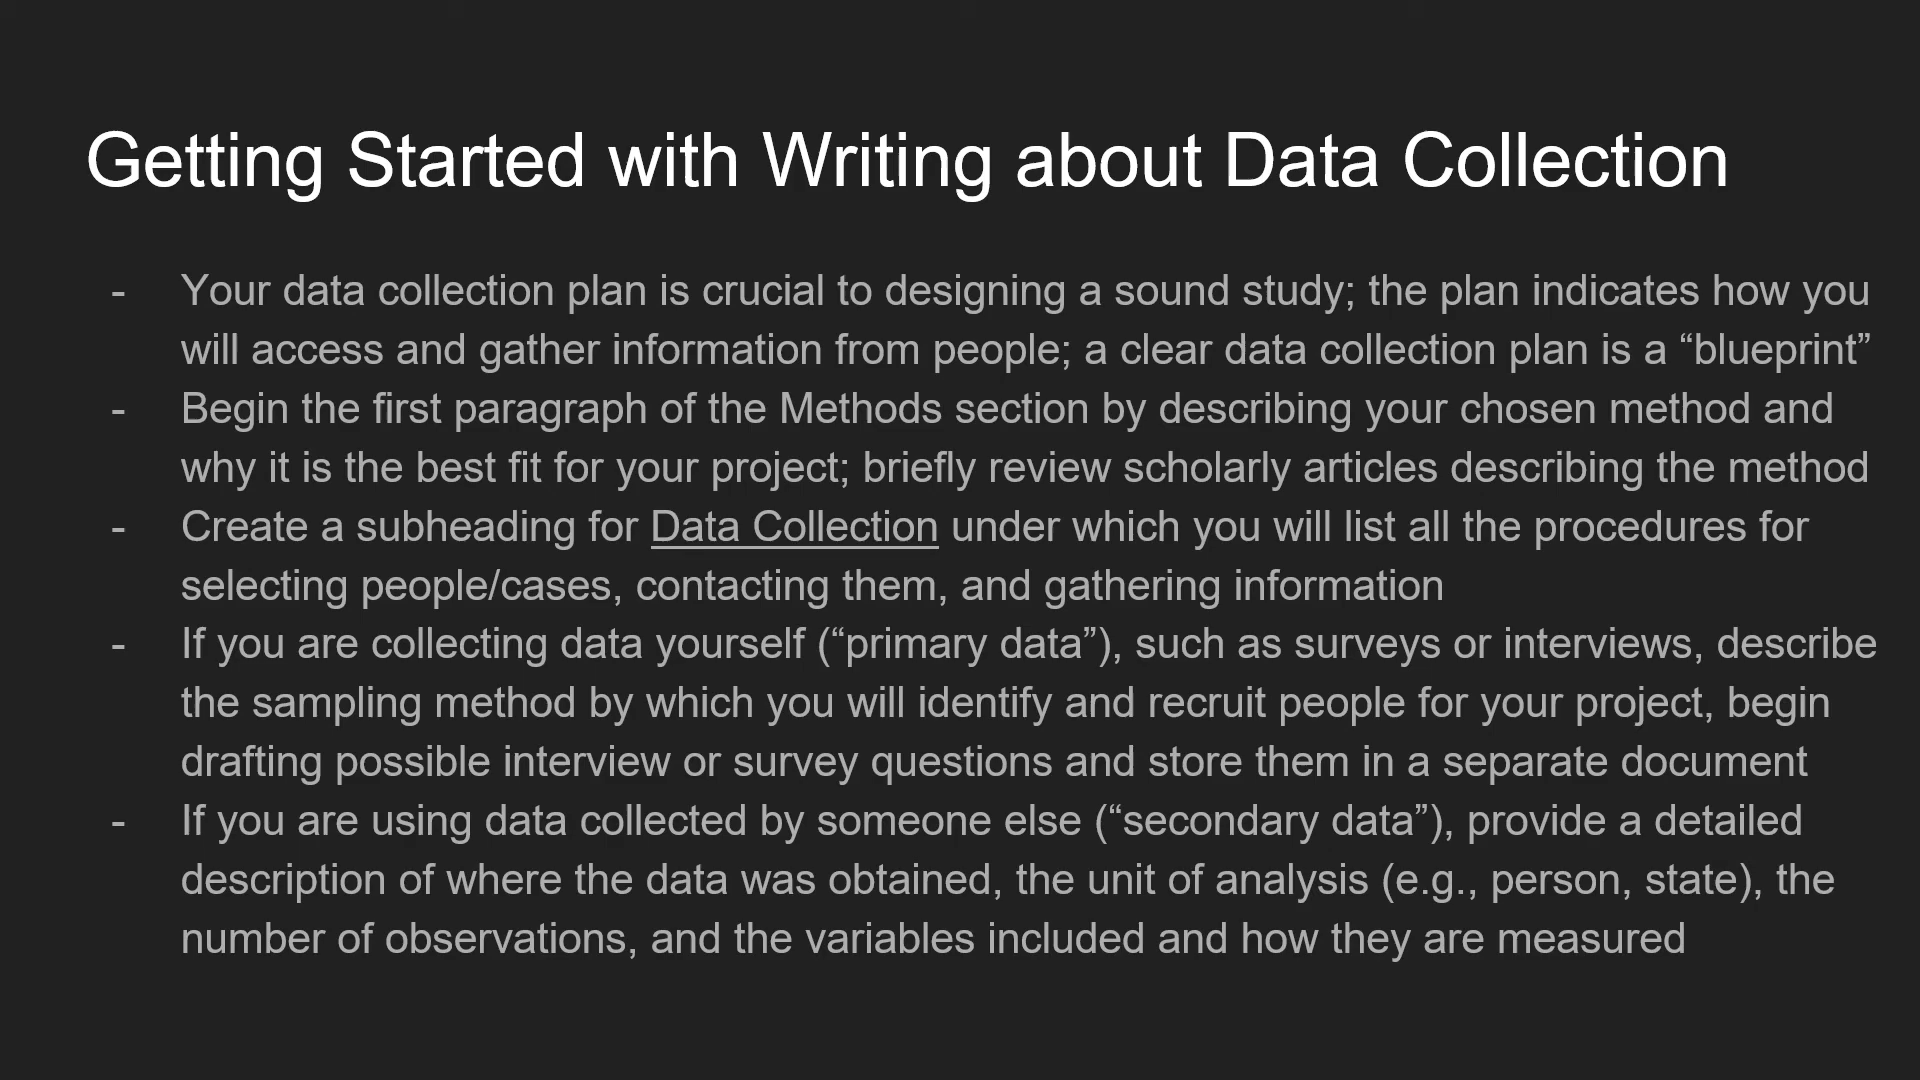 Getting Started with Writing about Data Collection
- Your data collection plan is crucial to designing a sound study; the plan indicates how you
will access and gather information from people; a clear data collection plan is a “blueprint”
- Begin the first paragraph of the Methods section by describing your chosen method and
why it is the best fit for your project; briefly review scholarly articles describing the method
- Create a subheading for Data Collection under which you will list all the procedures for
selecting people/cases, contacting them, and gathering information
- If you are collecting data yourself (“primary data”), such as surveys or interviews, describe
the sampling method by which you will identify and recruit people for your project, begin
drafting possible interview or survey questions and store them in a separate document
- If you are using data collected by someone else (“secondary data”), provide a detailed
description of where the data was obtained, the unit of analysis (e.g., person, state), the
number of observations, and the variables included and how they are measured